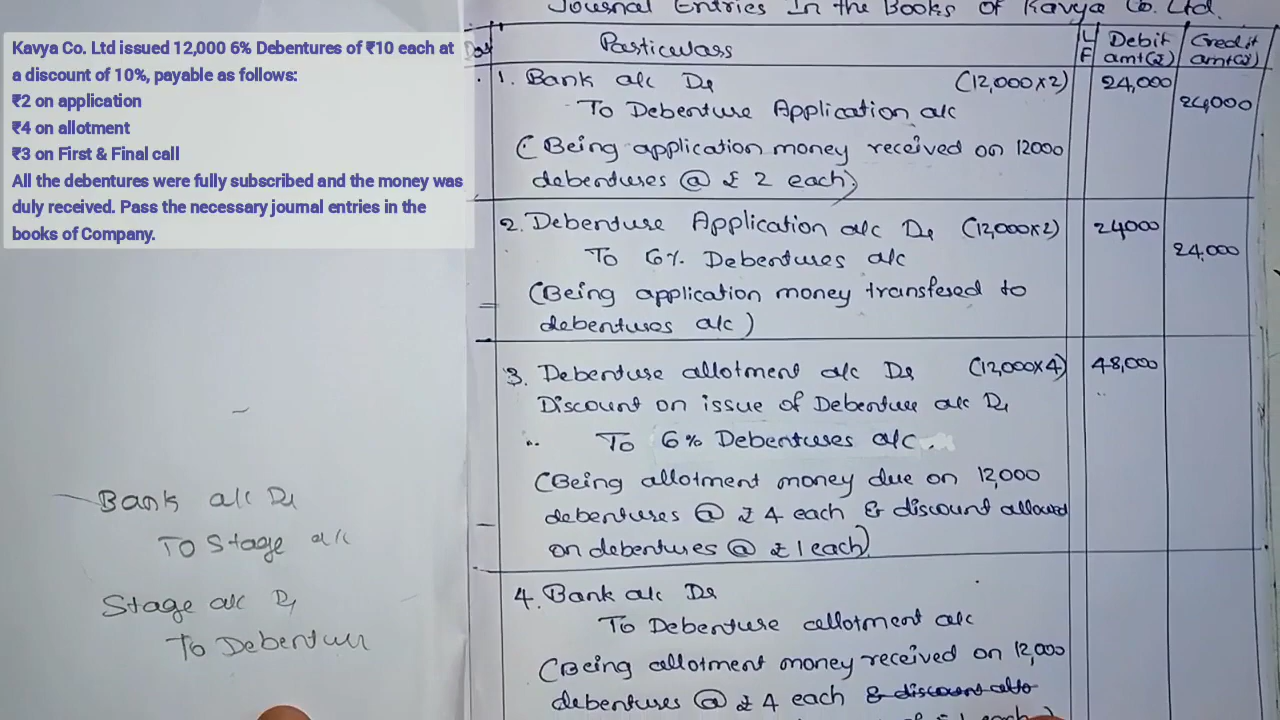 Kavya Co. Ltd issued 12,000 6% Debentures of ₹10 each at
a discount of 10%, payable as follows:
₹2 on application
₹4 on allotment
₹3 on First & Final call
All the debentures were fully subscribed and the money was
duly received. Pass the necessary journal entries in the
books of Company.
Journal Entries In the Books of Kavya Co. Ltd.
Particulars LF Debit amt(₹) Credit amt(₹)
1. Bank a/c Dr (12,000×2) 24,000
To Debenture Application a/c 24,000
(Being application money received on 12000
debentures @ ₹ 2 each)
2. Debenture Application a/c Dr (12,000×2) 24000
To 6% Debentures a/c 24,000
(Being application money transfered to
debentures a/c)
3. Debenture allotment a/c Dr (12,000×4) 48,000
Discount on issue of Debenture a/c Dr
To 6% Debentures a/c.
(Being allotment money due on 12,000
debentures @ ₹ 4 each & discount allowed
on debentures @ ₹ 1 each)
4. Bank a/c Dr
To Debenture allotment a/c
(Being allotment money received on 12,000
debentures @ ₹ 4 each & discount allo
Bank a/c Dr
To Stage a/c
Stage a/c Dr
To Debenture